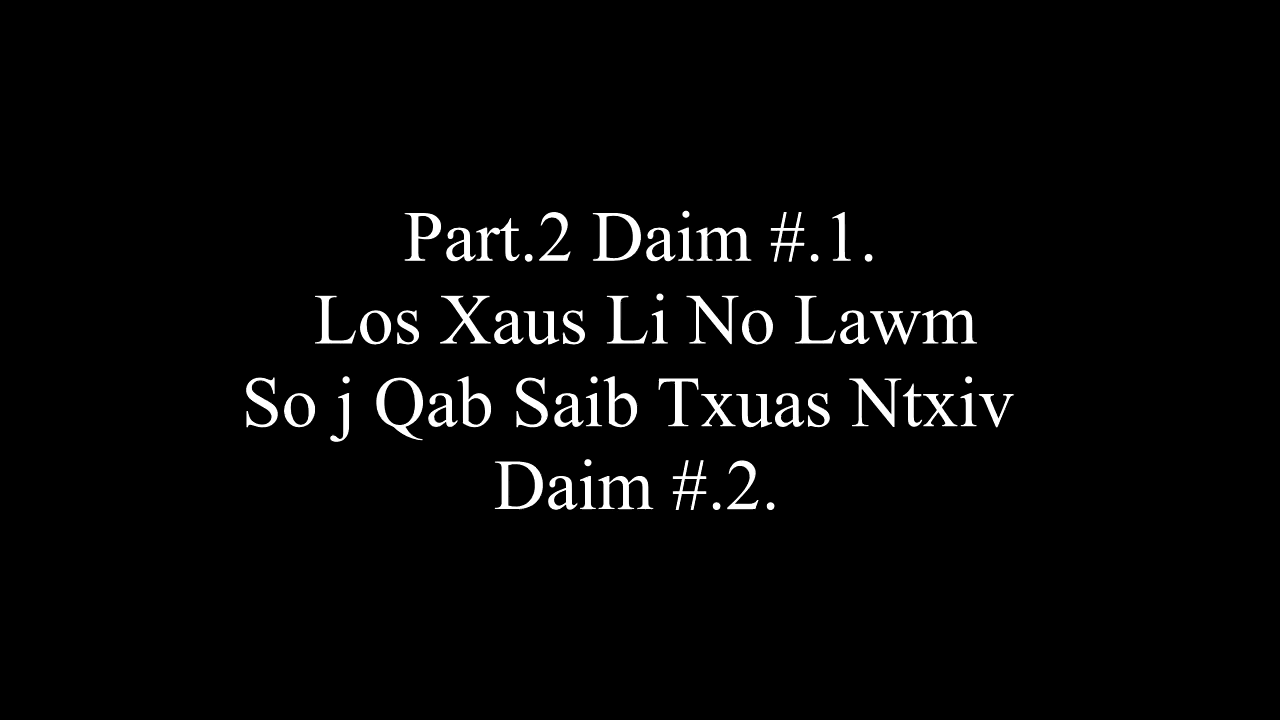 Part.2 Daim #.1.
Los Xaus Li No Lawm
So j Qab Saib Txuas Ntxiv
Daim #.2.